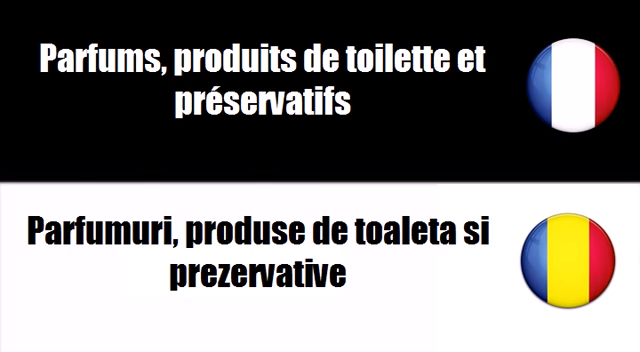 Parfums, produits de toilette et
préservatifs
Parfumuri, produse de toaleta si
prezervative